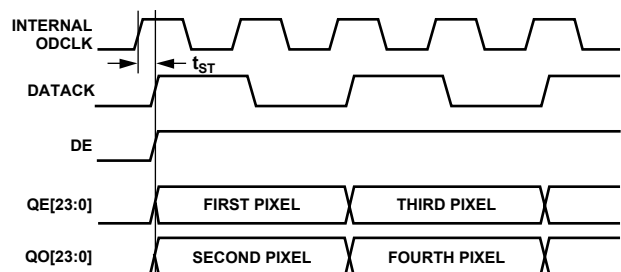 INTERNAL
ODCLK
tST
DATACK
DE
QE[23:0] FIRST PIXEL THIRD PIXEL
QO[23:0] SECOND PIXEL FOURTH PIXEL